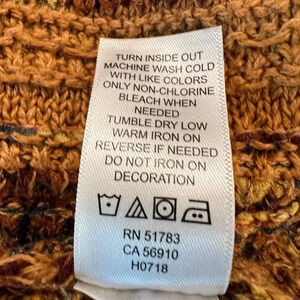 TURN INSIDE OUT
MACHINE WASH COLD
WITH LIKE COLORS
ONLY NON-CHLORINE
BLEACH WHEN
NEEDED
TUMBLE DRY LOW
WARM IRON ON
REVERSE IF NEEDED
DO NOT IRON ON
DECORATION
RN 51783
CA 56910
H0718